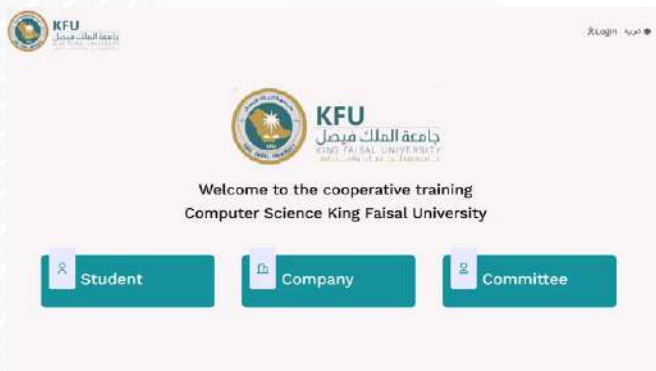 KFU
جامعة الملك فيصل
Login عربية
KFU
جامعة الملك فيصل
KING FAISAL UNIVERSITY
Welcome to the cooperative training
Computer Science King Faisal University
Student
Company
Committee